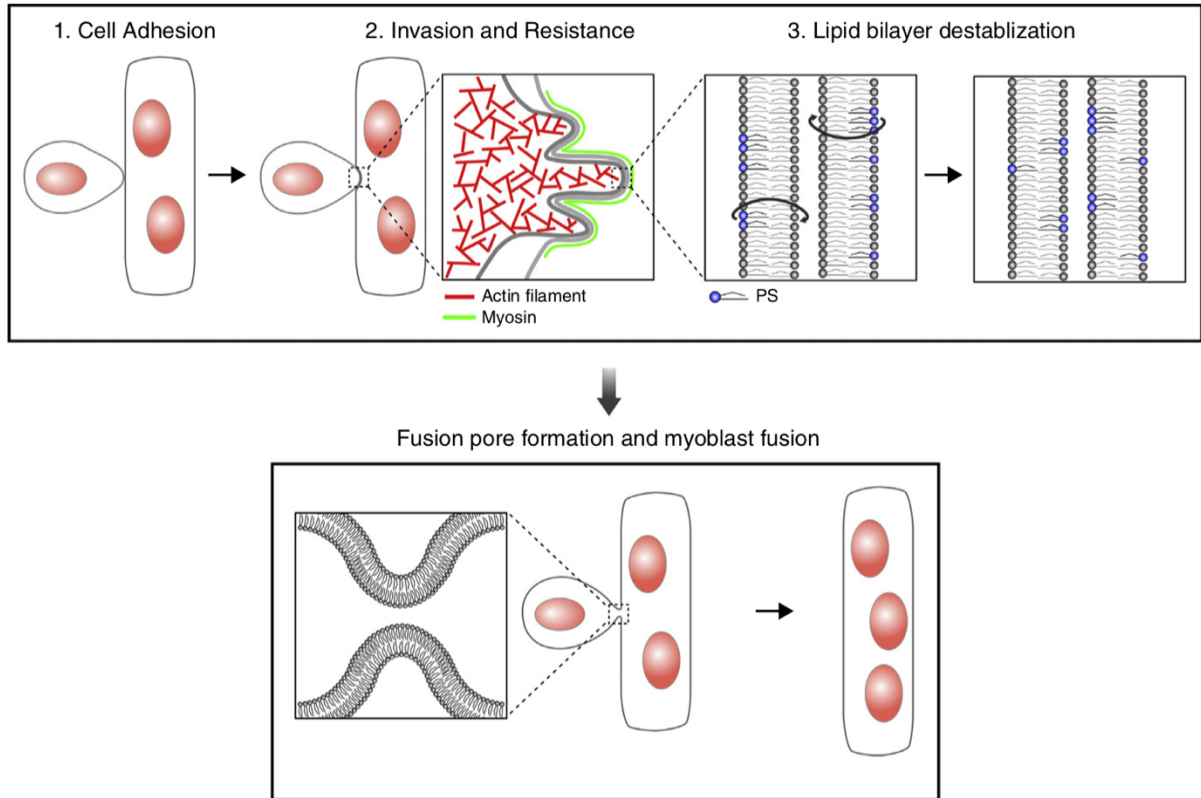 1. Cell Adhesion
2. Invasion and Resistance
3. Lipid bilayer destablization
Actin filament
Myosin
PS
Fusion pore formation and myoblast fusion